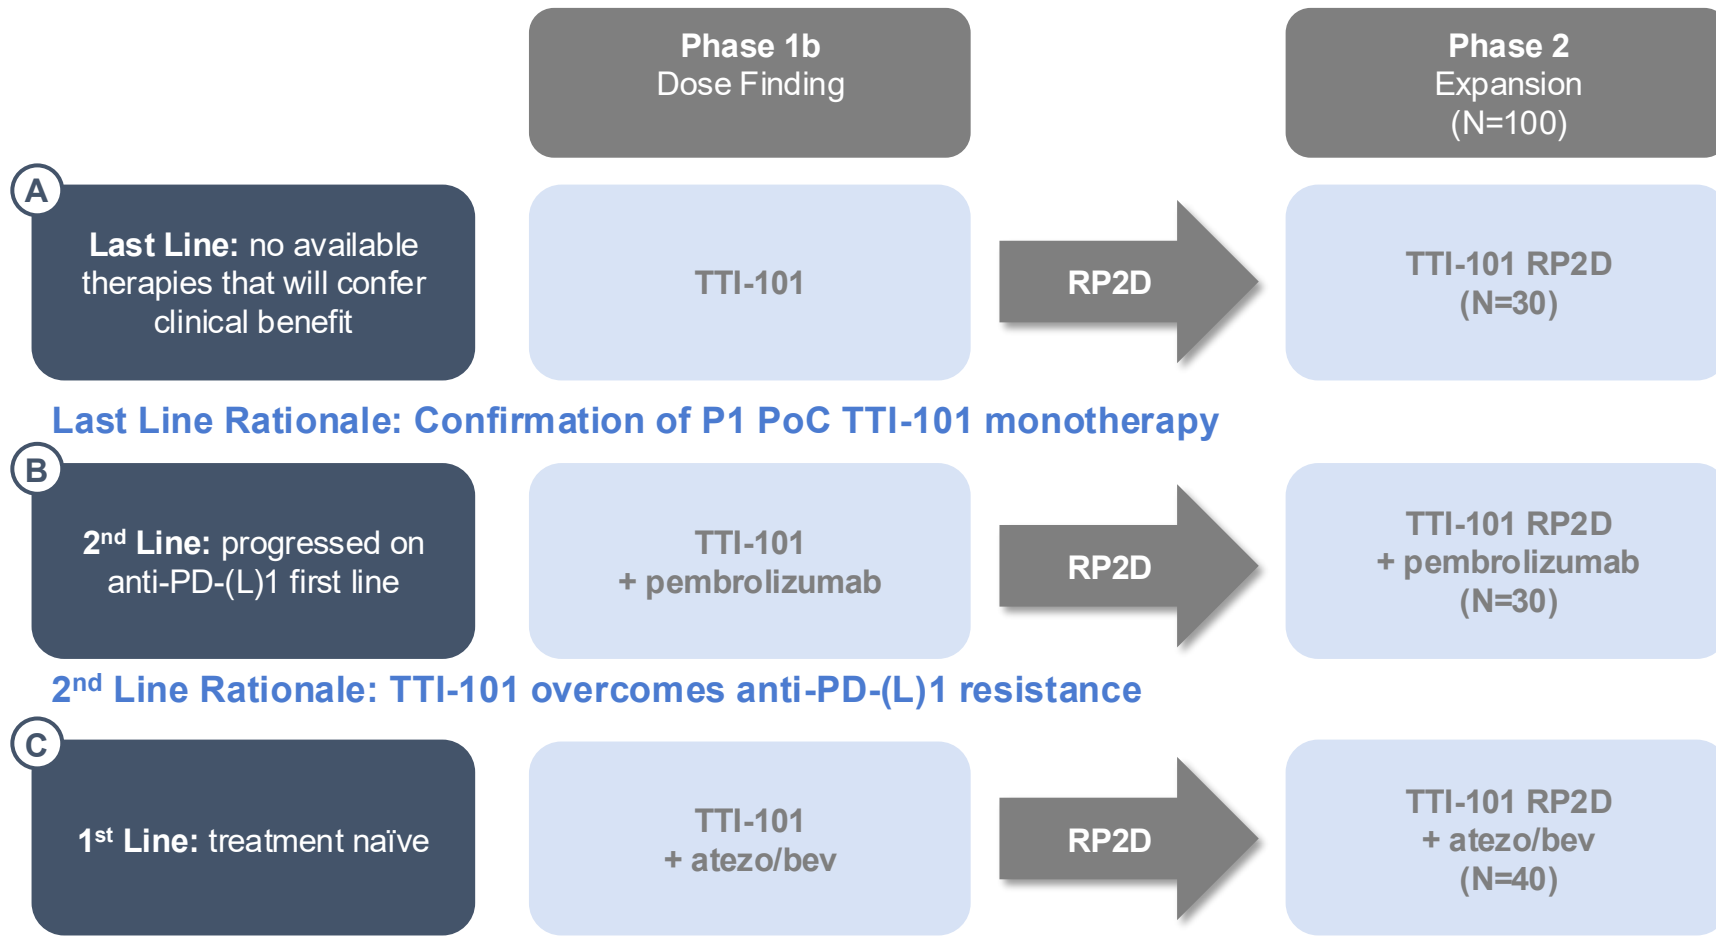 Phase 1b
Dose Finding
Phase 2
Expansion
(N=100)
A
Last Line: no available
therapies that will confer
clinical benefit
TTI-101
RP2D
TTI-101 RP2D
(N=30)
Last Line Rationale: Confirmation of P1 PoC TTI-101 monotherapy
B
2nd Line: progressed on
anti-PD-(L)1 first line
TTI-101
+ pembrolizumab
RP2D
TTI-101 RP2D
+ pembrolizumab
(N=30)
2nd Line Rationale: TTI-101 overcomes anti-PD-(L)1 resistance
C
1st Line: treatment naïve
TTI-101
+ atezo/bev
RP2D
TTI-101 RP2D
+ atezo/bev
(N=40)